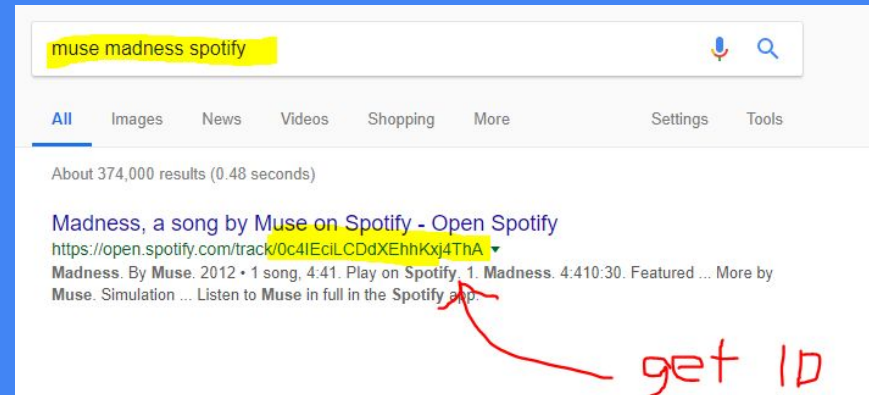 muse madness spotify
All Images News Videos Shopping More Settings Tools
About 374,000 results (0.48 seconds)
Madness, a song by Muse on Spotify - Open Spotify
https://open.spotify.com/track/0c4IEciLCDdXEhhKxj4ThA
Madness. By Muse. 2012 • 1 song, 4:41. Play on Spotify. 1. Madness. 4:410:30. Featured ... More by
Muse. Simulation ... Listen to Muse in full in the Spotify app.
get ID